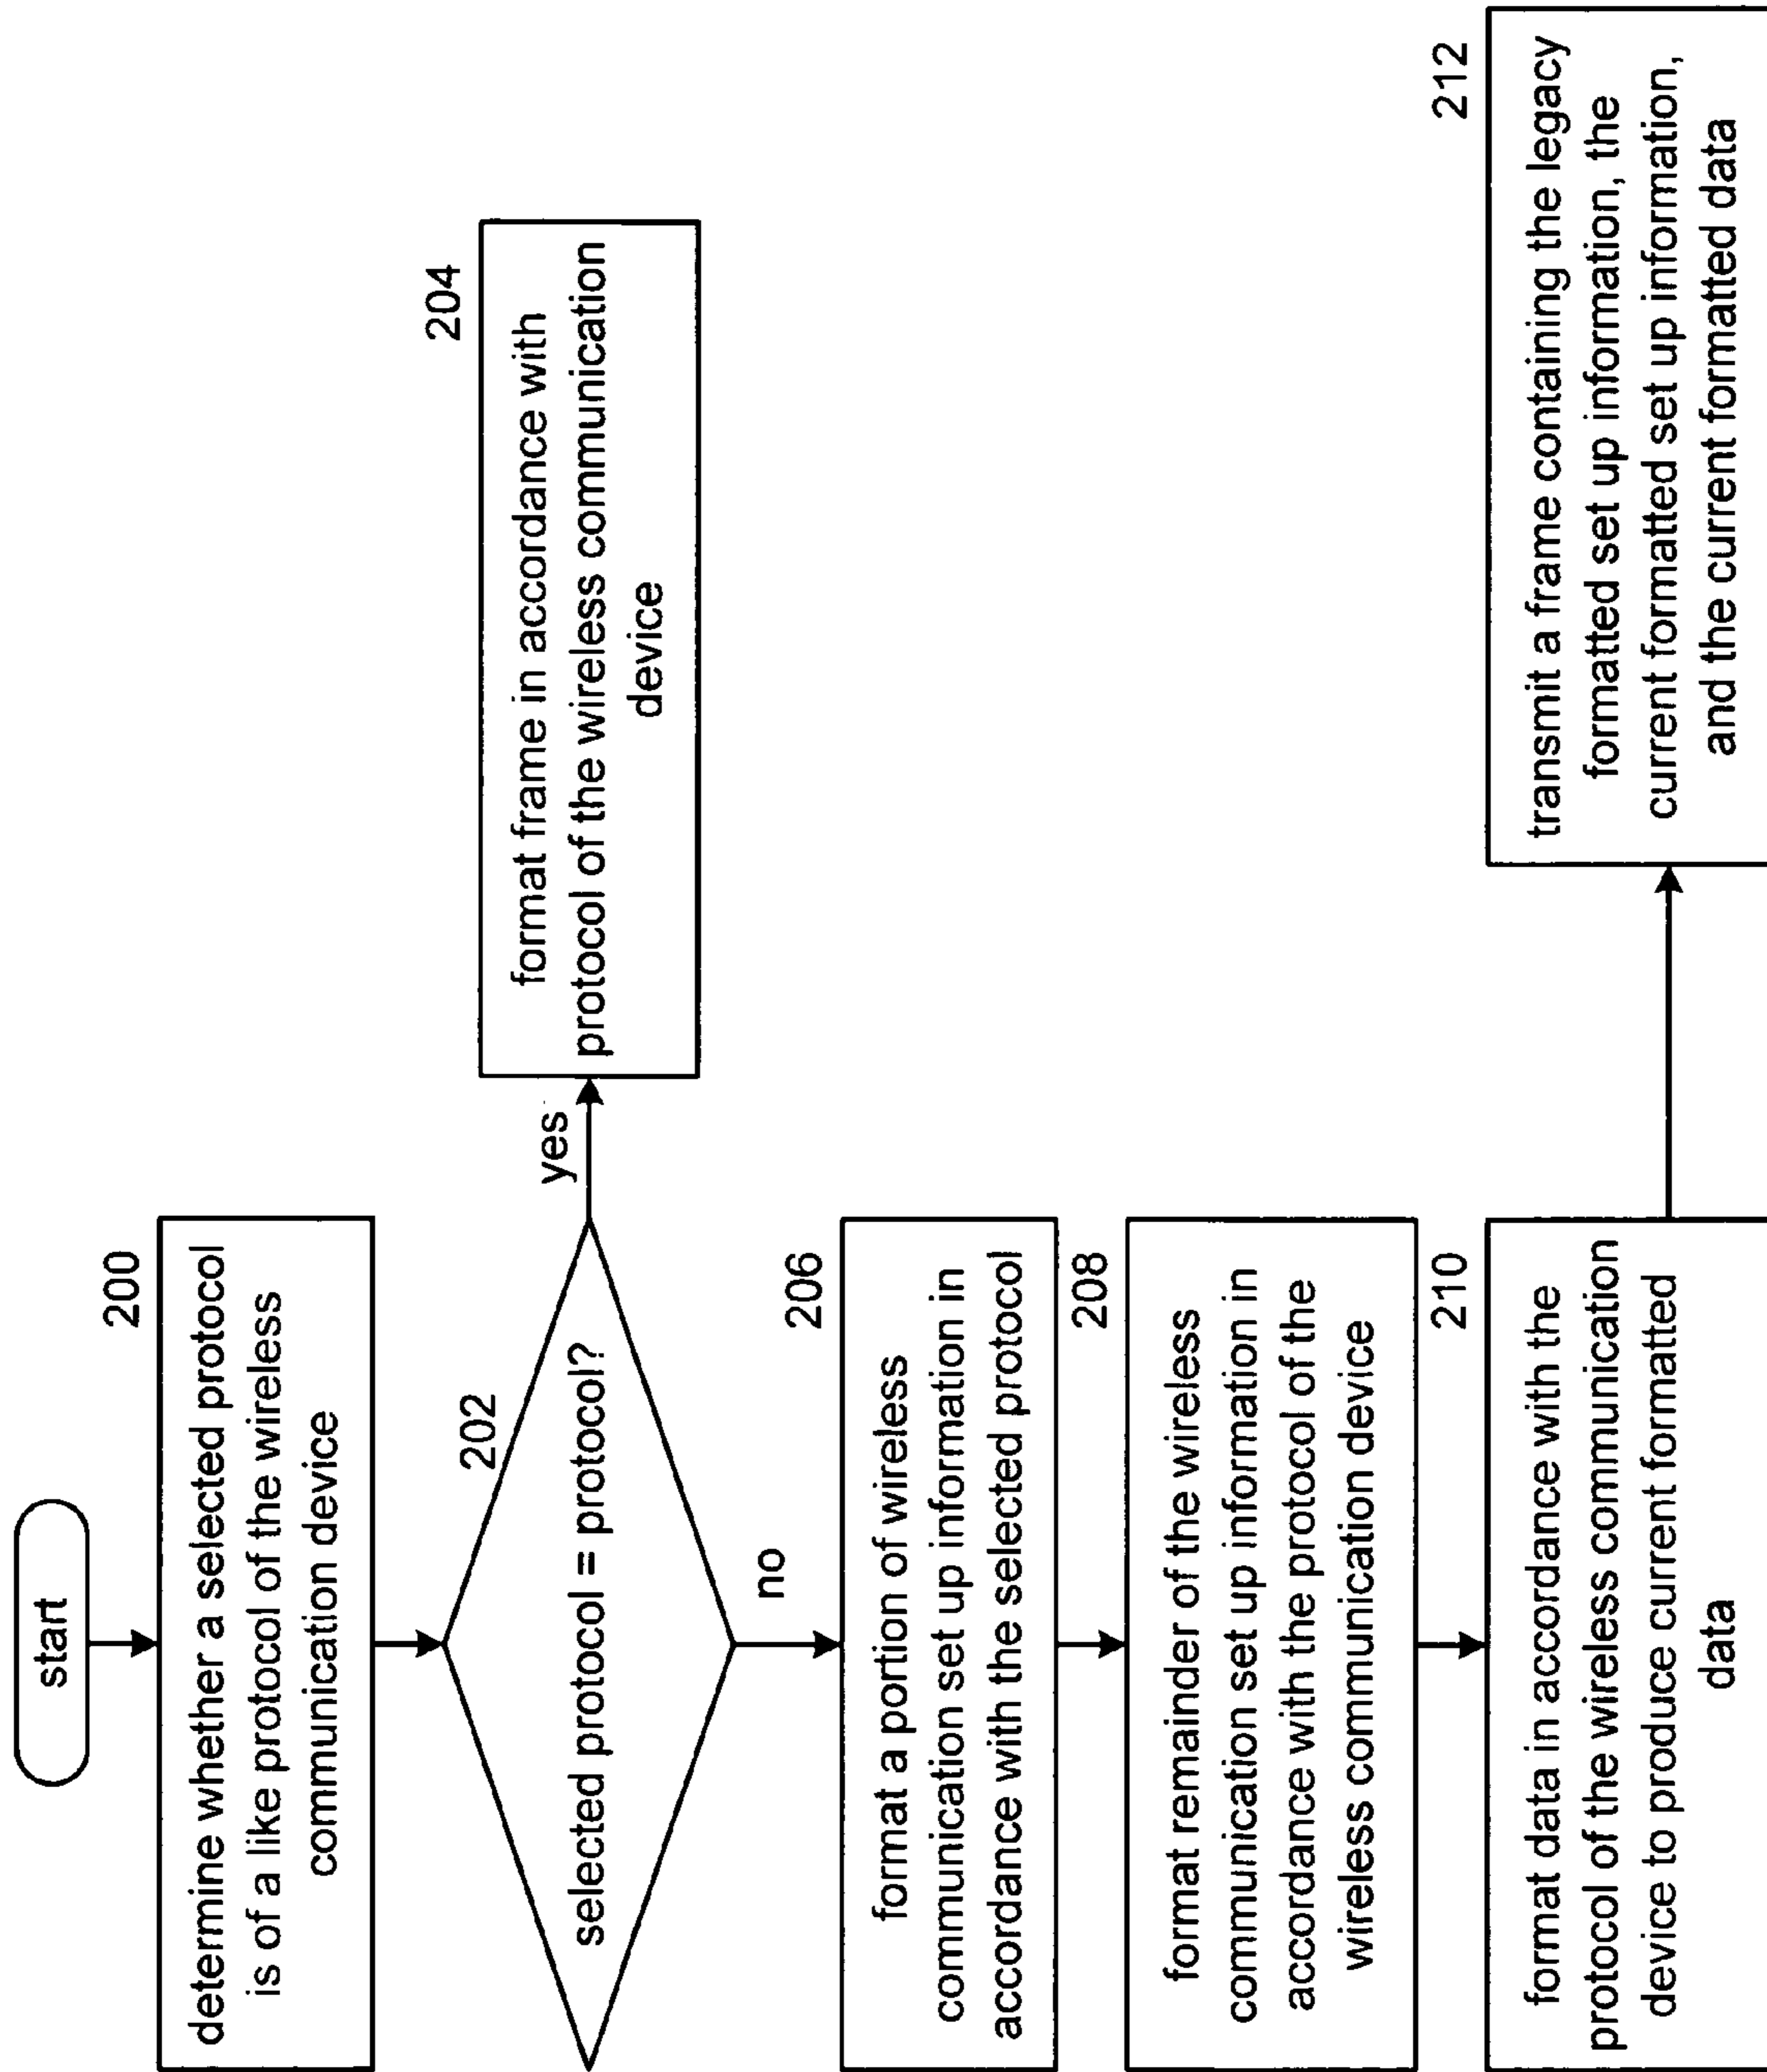 start
200
determine whether a selected protocol
is of a like protocol of the wireless
communication device
202
selected protocol = protocol?
yes
204
format frame in accordance with
protocol of the wireless communication
device
no
206
format a portion of wireless
communication set up information in
accordance with the selected protocol
208
format remainder of the wireless
communication set up information in
accordance with the protocol of the
wireless communication device
210
format data in accordance with the
protocol of the wireless communication
device to produce current formatted
data
212
transmit a frame containing the legacy
formatted set up information, the
current formatted set up information,
and the current formatted data